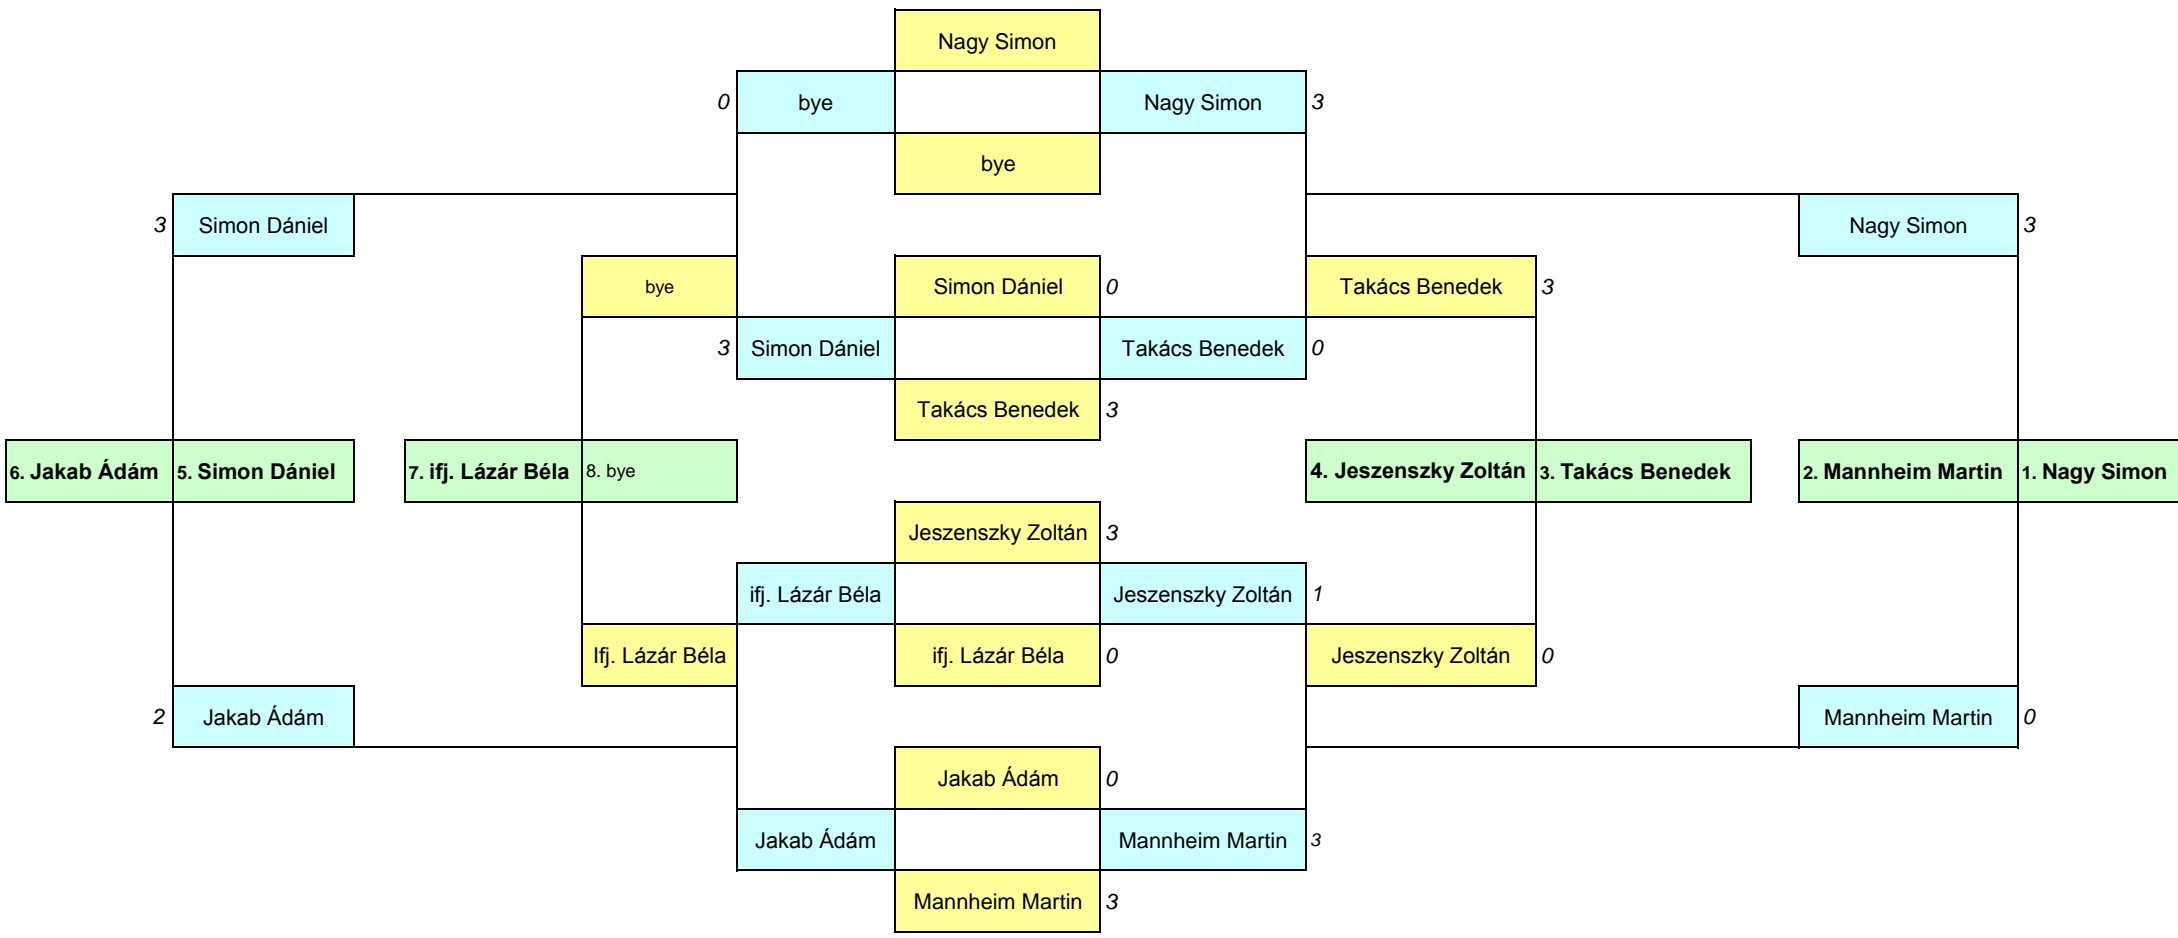 Nagy Simon
0 bye Nagy Simon 3
bye
3 Simon Dániel Nagy Simon 3
bye Simon Dániel 0 Takács Benedek 3
3 Simon Dániel Takács Benedek 0
Takács Benedek 3
6. Jakab Ádám 5. Simon Dániel 7. ifj. Lázár Béla 8. bye 4. Jeszenszky Zoltán 3. Takács Benedek 2. Mannheim Martin 1. Nagy Simon
Jeszenszky Zoltán 3
ifj. Lázár Béla Jeszenszky Zoltán 1
Ifj. Lázár Béla ifj. Lázár Béla 0 Jeszenszky Zoltán 0
2 Jakab Ádám Mannheim Martin 0
Jakab Ádám 0
Jakab Ádám Mannheim Martin 3
Mannheim Martin 3